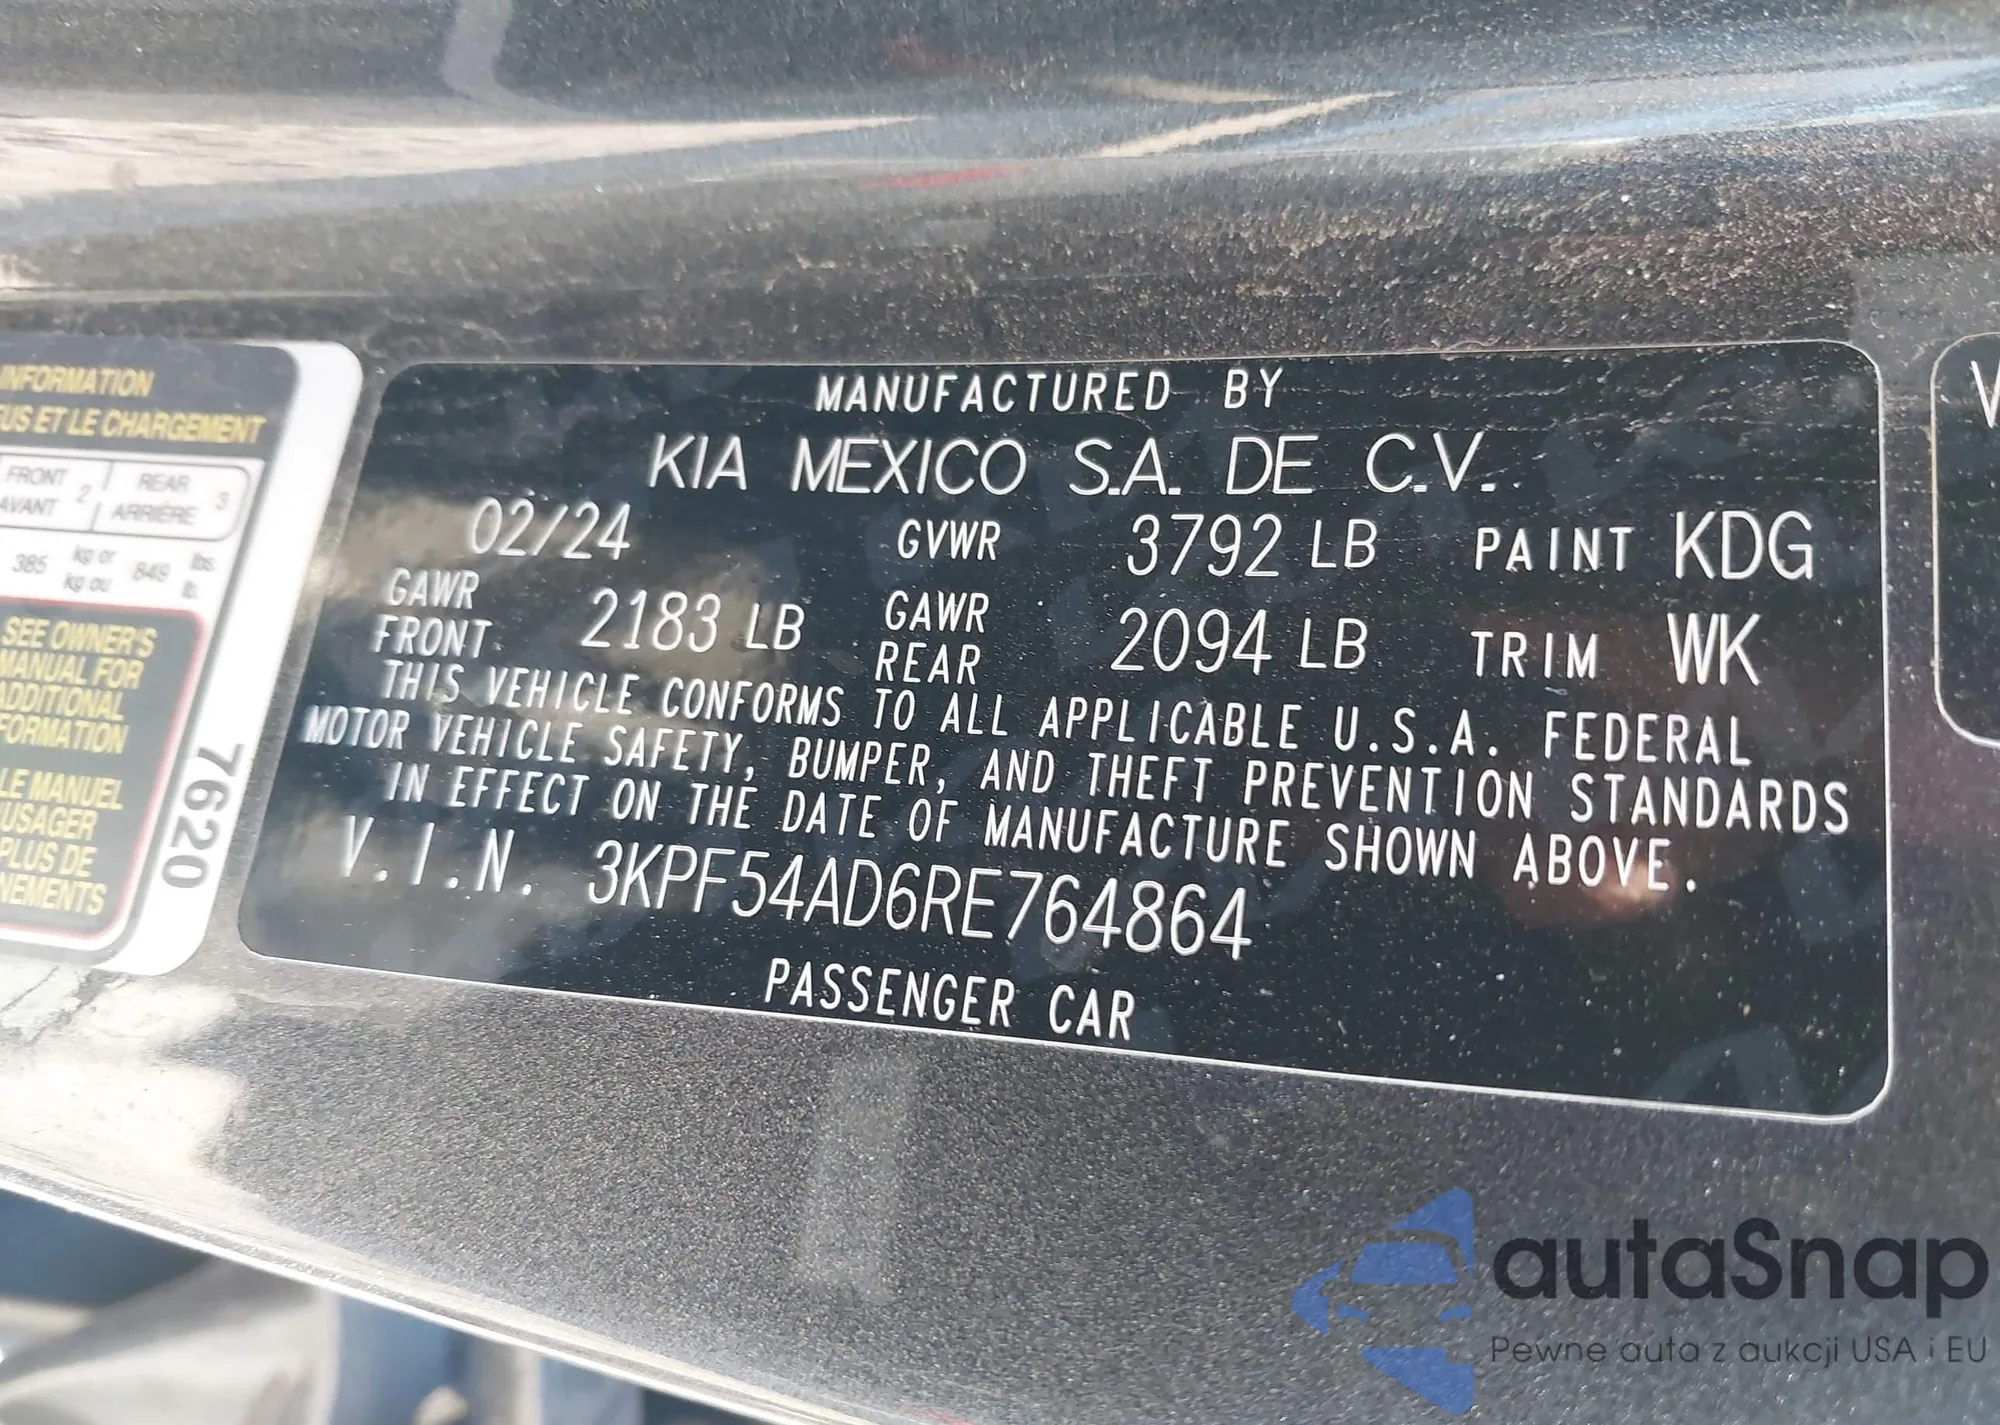 MANUFACTURED BY
KIA MEXICO S.A. DE C.V.
02/24 GVWR 3792 LB PAINT KDG
GAWR FRONT 2183 LB GAWR REAR 2094 LB TRIM WK
THIS VEHICLE CONFORMS TO ALL APPLICABLE U.S.A. FEDERAL
MOTOR VEHICLE SAFETY, BUMPER, AND THEFT PREVENTION STANDARDS
IN EFFECT ON THE DATE OF MANUFACTURE SHOWN ABOVE.
V.I.N. 3KPF54AD6RE764864
PASSENGER CAR
INFORMATION
ET LE CHARGEMENT
FRONT 2 REAR 3
AVANT ARRIÈRE
385 kg or 849 lbs.
kg ou lb.
SEE OWNER'S
MANUAL FOR
ADDITIONAL
LE MANUEL
PLUS DE
7620
V
autaSnap
Pewne auta z aukcji USA i EU